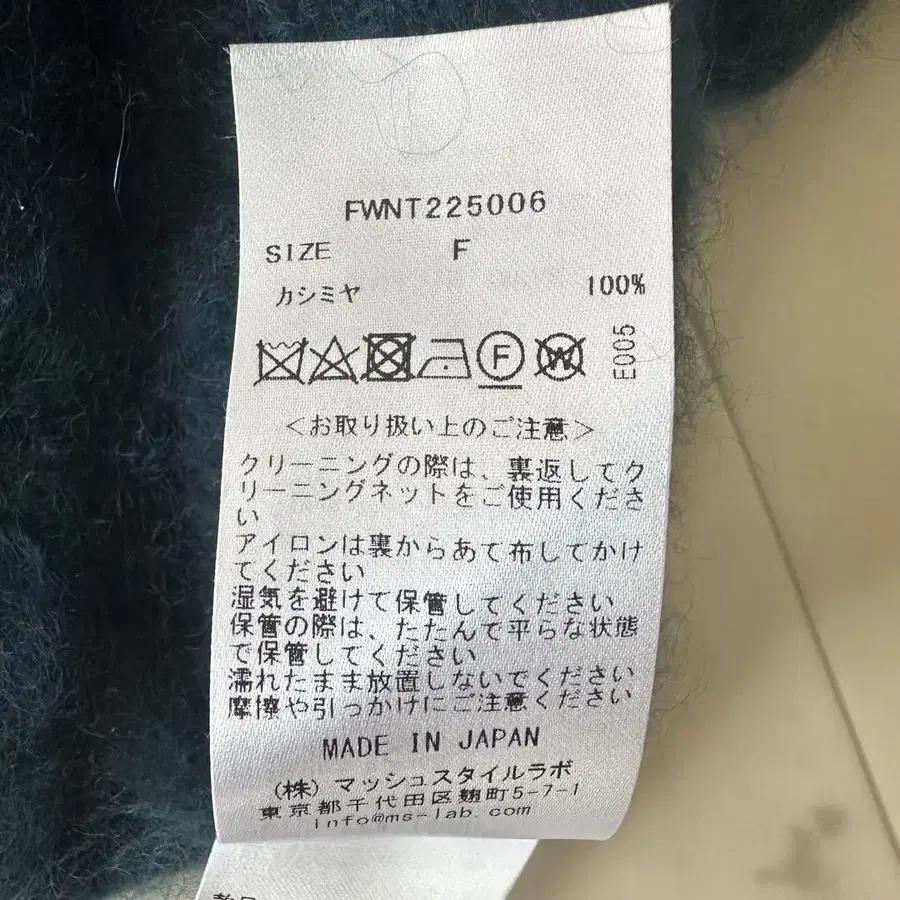 FWNT225006
SIZE F
カシミヤ 100%
F W E005
<お取り扱い上のご注意>
クリーニングの際は、裏返してク
リーニングネットをご使用くださ
い
アイロンは裏からあて布してかけ
てください
湿気を避けて保管してください
保管の際は、たたんで平らな状態
で保管してください
濡れたまま放置しないでください
摩擦や引っかけにご注意ください
MADE IN JAPAN
(株)マッシュスタイルラボ
東京都千代田区麹町5-7-1
info@ms-lab.com